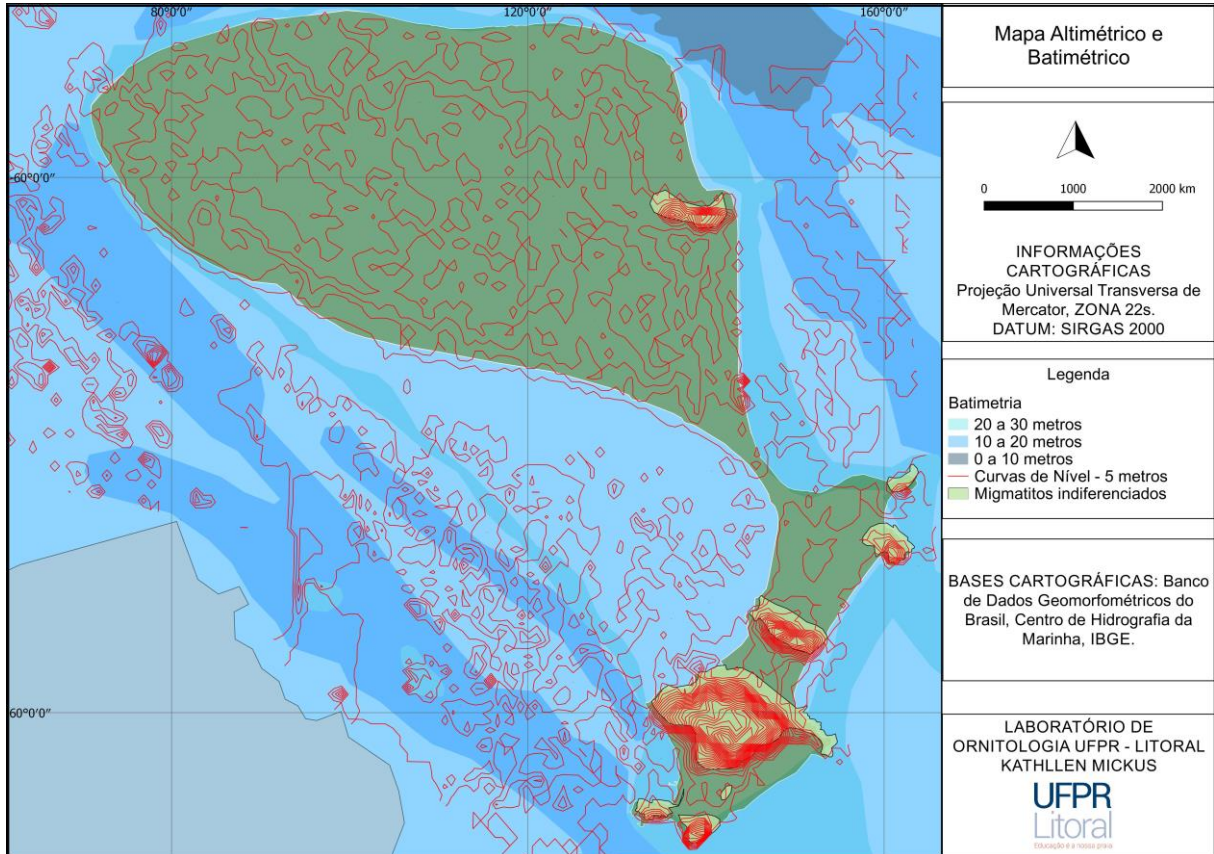 80°0'0"
120°0'0"
160°0'0"
-60°0'0"
60°0'0"
Mapa Altimétrico e
Batimétrico
0 1000 2000 km
INFORMAÇÕES
CARTOGRÁFICAS
Projeção Universal Transversa de
Mercator, ZONA 22s.
DATUM: SIRGAS 2000
Legenda
Batimetria
20 a 30 metros
10 a 20 metros
0 a 10 metros
Curvas de Nível - 5 metros
Migmatitos indiferenciados
BASES CARTOGRÁFICAS: Banco
de Dados Geomorfométricos do
Brasil, Centro de Hidrografia da
Marinha, IBGE.
LABORATÓRIO DE
ORNITOLOGIA UFPR - LITORAL
KATHLLEN MICKUS
UFPR
Litoral
Educação é a nossa praia